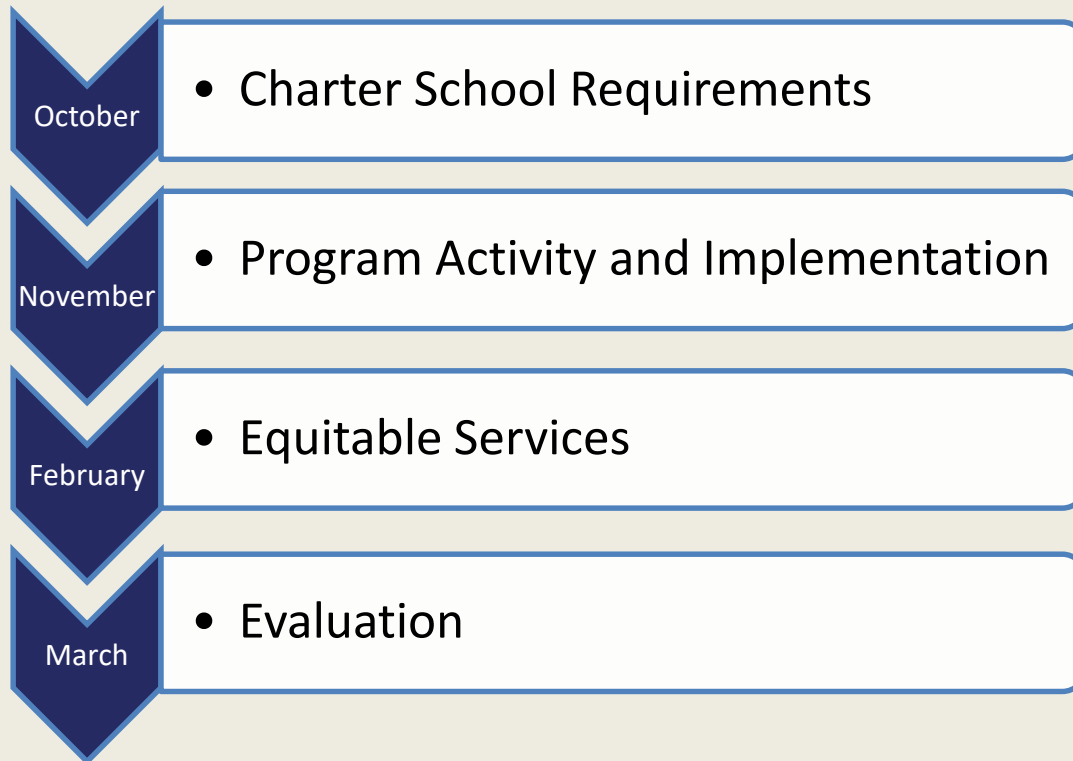 October
• Charter School Requirements
November
• Program Activity and Implementation
February
• Equitable Services
March
• Evaluation